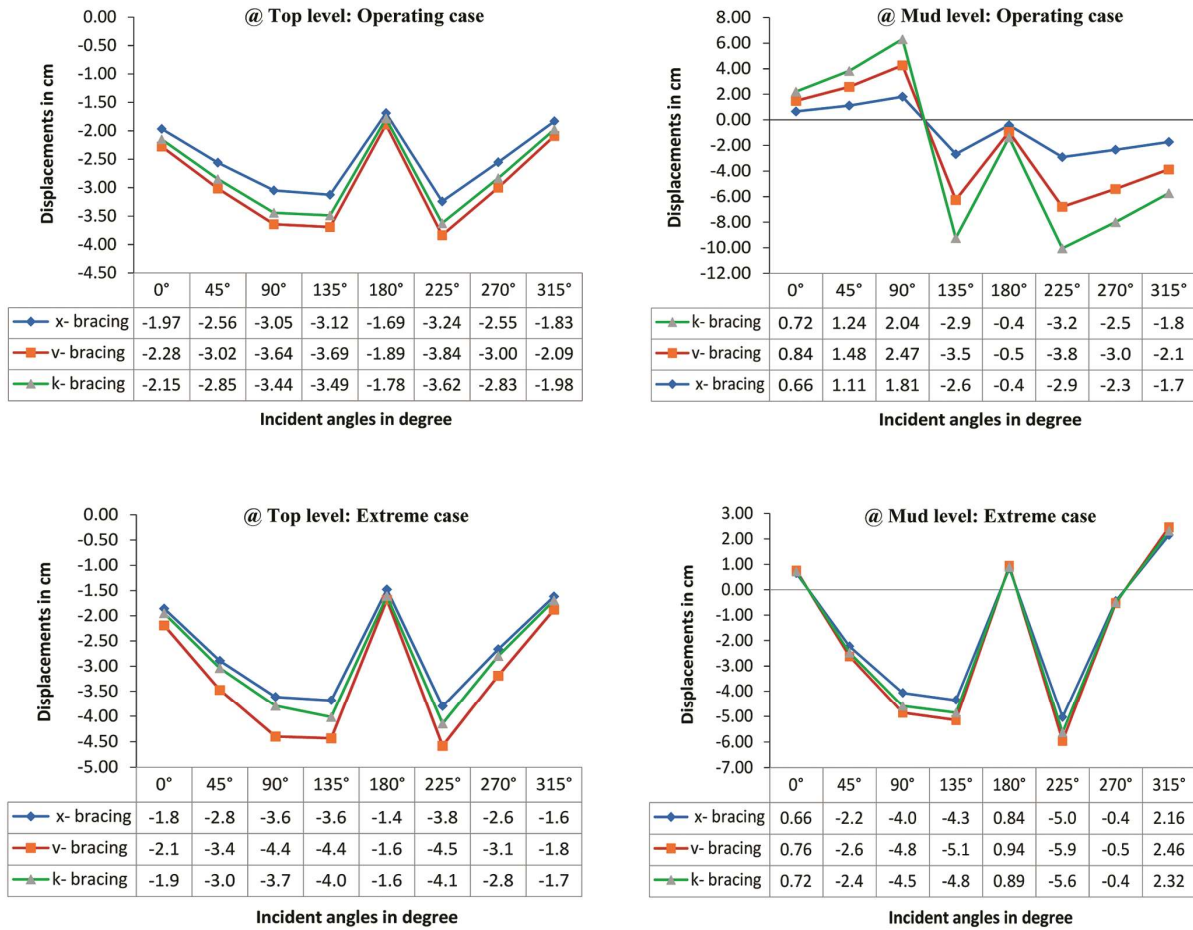 @ Top level: Operating case
0.00
-0.50
-1.00
-1.50
-2.00
-2.50
-3.00
-3.50
-4.00
-4.50
Displacements in cm
0° 45° 90° 135° 180° 225° 270° 315°
x- bracing -1.97 -2.56 -3.05 -3.12 -1.69 -3.24 -2.55 -1.83
v- bracing -2.28 -3.02 -3.64 -3.69 -1.89 -3.84 -3.00 -2.09
k- bracing -2.15 -2.85 -3.44 -3.49 -1.78 -3.62 -2.83 -1.98
Incident angles in degree
@ Mud level: Operating case
8.00
6.00
4.00
2.00
0.00
-2.00
-4.00
-6.00
-8.00
-10.00
-12.00
Displacements in cm
0° 45° 90° 135° 180° 225° 270° 315°
k- bracing 0.72 1.24 2.04 -2.9 -0.4 -3.2 -2.5 -1.8
v- bracing 0.84 1.48 2.47 -3.5 -0.5 -3.8 -3.0 -2.1
x- bracing 0.66 1.11 1.81 -2.6 -0.4 -2.9 -2.3 -1.7
Incident angles in degree
@ Top level: Extreme case
0.00
-0.50
-1.00
-1.50
-2.00
-2.50
-3.00
-3.50
-4.00
-4.50
-5.00
Displacements in cm
0° 45° 90° 135° 180° 225° 270° 315°
x- bracing -1.8 -2.8 -3.6 -3.6 -1.4 -3.8 -2.6 -1.6
v- bracing -2.1 -3.4 -4.4 -4.4 -1.6 -4.5 -3.1 -1.8
k- bracing -1.9 -3.0 -3.7 -4.0 -1.6 -4.1 -2.8 -1.7
Incident angles in degree
@ Mud level: Extreme case
3.00
2.00
1.00
0.00
-1.00
-2.00
-3.00
-4.00
-5.00
-6.00
-7.00
Displacements in cm
0° 45° 90° 135° 180° 225° 270° 315°
x- bracing 0.66 -2.2 -4.0 -4.3 0.84 -5.0 -0.4 2.16
v- bracing 0.76 -2.6 -4.8 -5.1 0.94 -5.9 -0.5 2.46
k- bracing 0.72 -2.4 -4.5 -4.8 0.89 -5.6 -0.4 2.32
Incident angles in degree